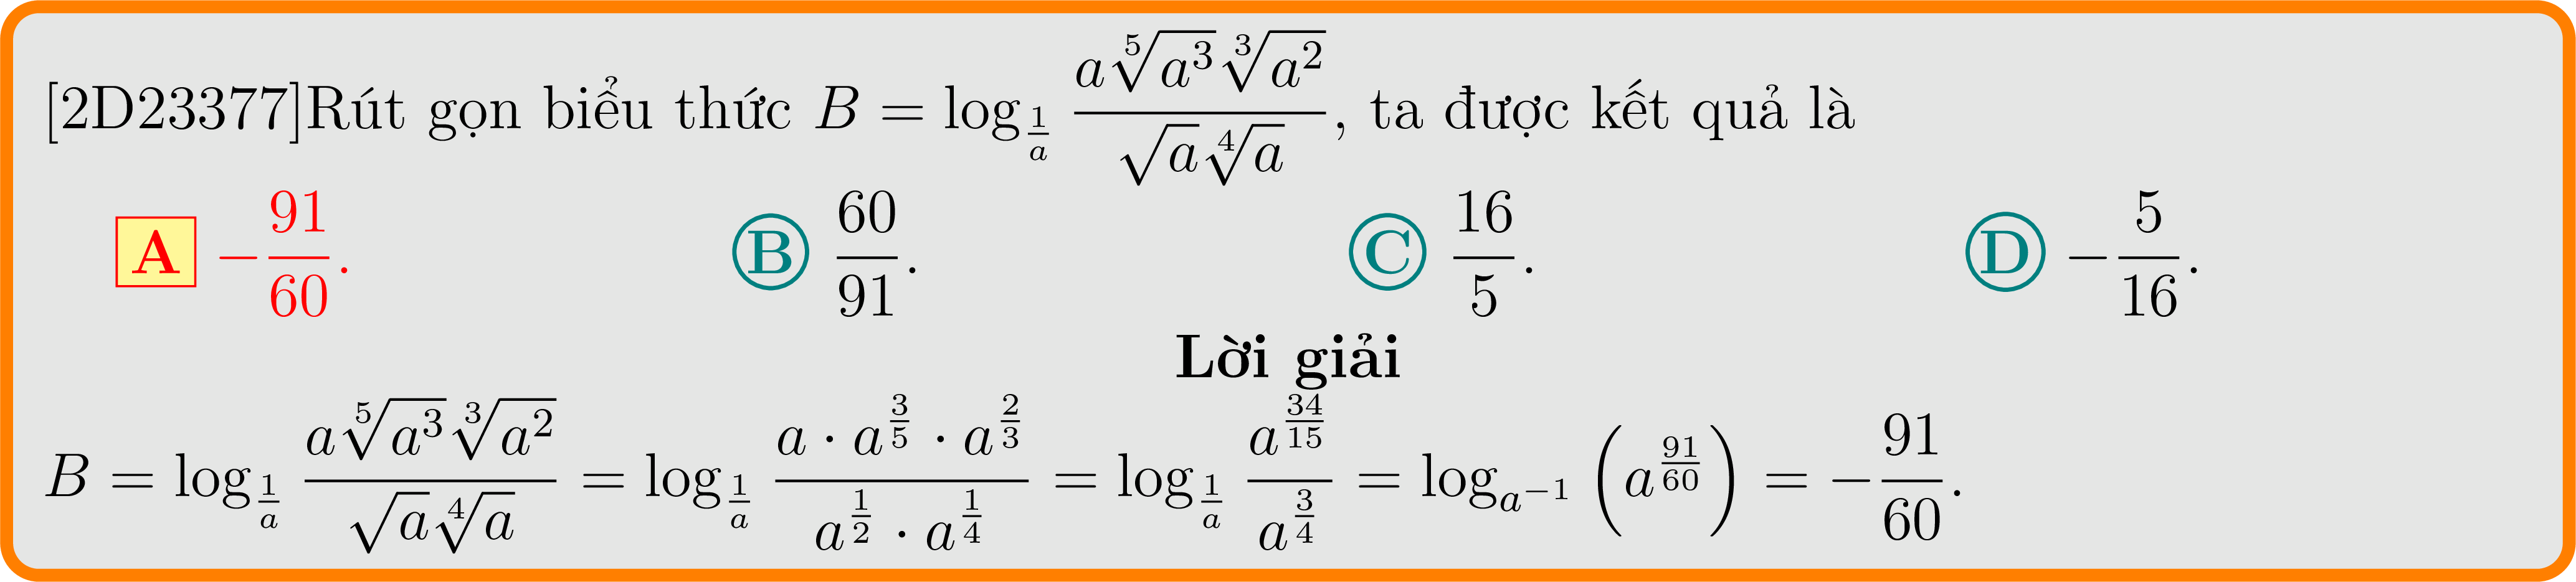 [2D23377]Rút gọn biểu thức $B = \log_{\frac{1}{a}} \frac{a\sqrt[5]{a^3}\sqrt[3]{a^2}}{\sqrt{a}\sqrt[4]{a}}$, ta được kết quả là
A $-\frac{91}{60}$. B $\frac{60}{91}$. C $\frac{16}{5}$. D $-\frac{5}{16}$.
Lời giải
$B = \log_{\frac{1}{a}} \frac{a\sqrt[5]{a^3}\sqrt[3]{a^2}}{\sqrt{a}\sqrt[4]{a}} = \log_{\frac{1}{a}} \frac{a \cdot a^{\frac{3}{5}} \cdot a^{\frac{2}{3}}}{a^{\frac{1}{2}} \cdot a^{\frac{1}{4}}} = \log_{\frac{1}{a}} \frac{a^{\frac{34}{15}}}{a^{\frac{3}{4}}} = \log_{a^{-1}} \left( a^{\frac{91}{60}} \right) = -\frac{91}{60}$.